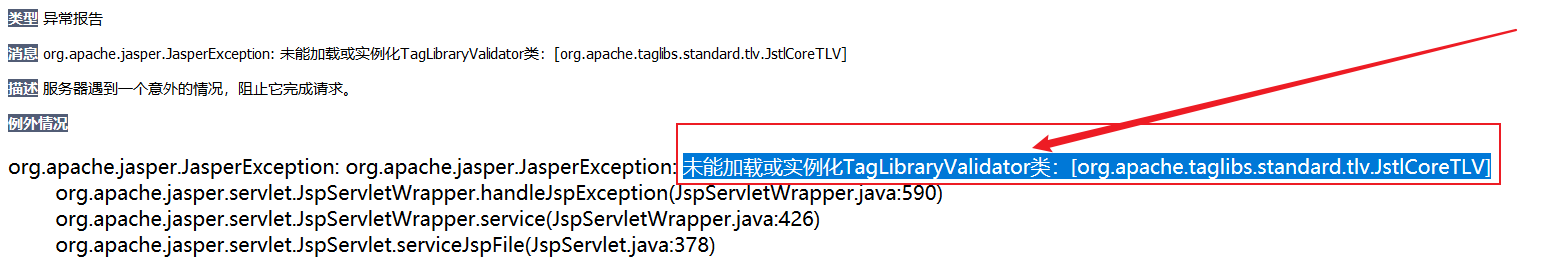 类型 异常报告
消息 org.apache.jasper.JasperException: 未能加载或实例化TagLibraryValidator类：[org.apache.taglibs.standard.tlv.JstlCoreTLV]
描述 服务器遇到一个意外的情况，阻止它完成请求。
例外情况
org.apache.jasper.JasperException: org.apache.jasper.JasperException: 未能加载或实例化TagLibraryValidator类：[org.apache.taglibs.standard.tlv.JstlCoreTLV]
org.apache.jasper.servlet.JspServletWrapper.handleJspException(JspServletWrapper.java:590)
org.apache.jasper.servlet.JspServletWrapper.service(JspServletWrapper.java:426)
org.apache.jasper.servlet.JspServlet.serviceJspFile(JspServlet.java:378)